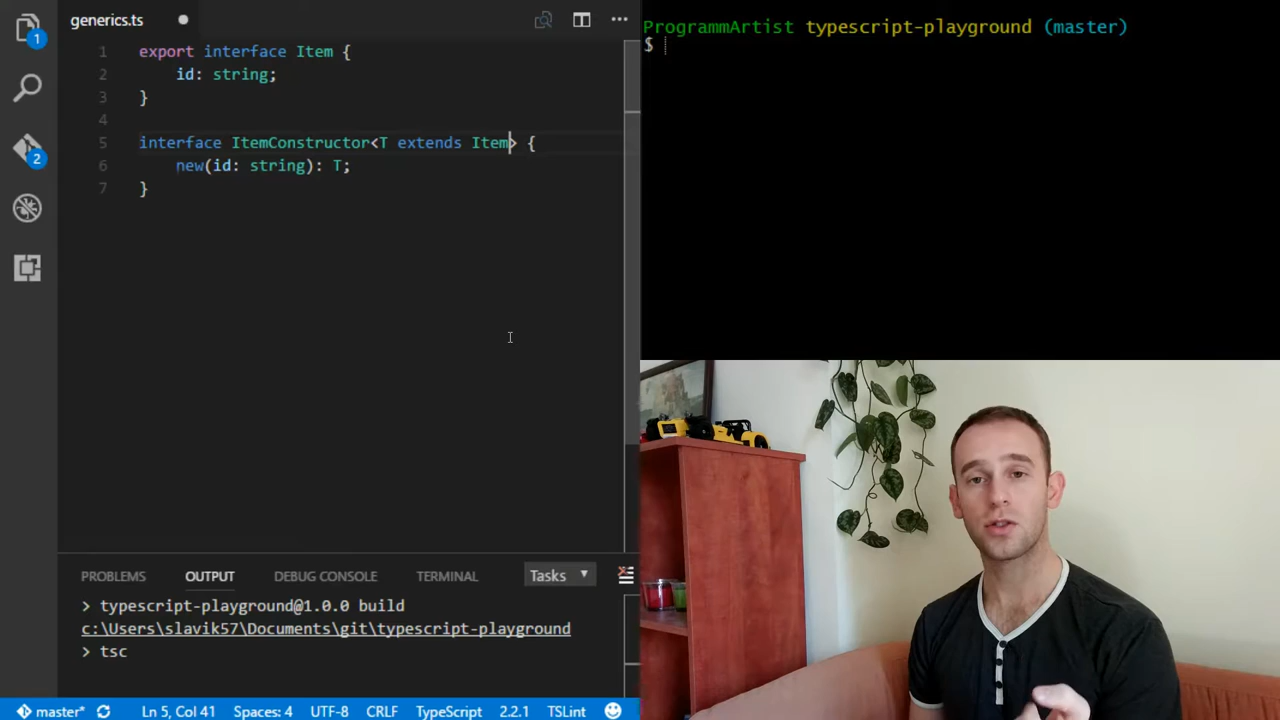 generics.ts
1 export interface Item {
2 id: string;
3 }
4
5 interface ItemConstructor<T extends Item> {
6 new(id: string): T;
7 }
PROBLEMS OUTPUT DEBUG CONSOLE TERMINAL Tasks
> typescript-playground@1.0.0 build
c:\Users\slavik57\Documents\git\typescript-playground
> tsc
1
2
master* Ln 5, Col 41 Spaces: 4 UTF-8 CRLF TypeScript 2.2.1 TSLint
ProgrammArtist typescript-playground (master)
$